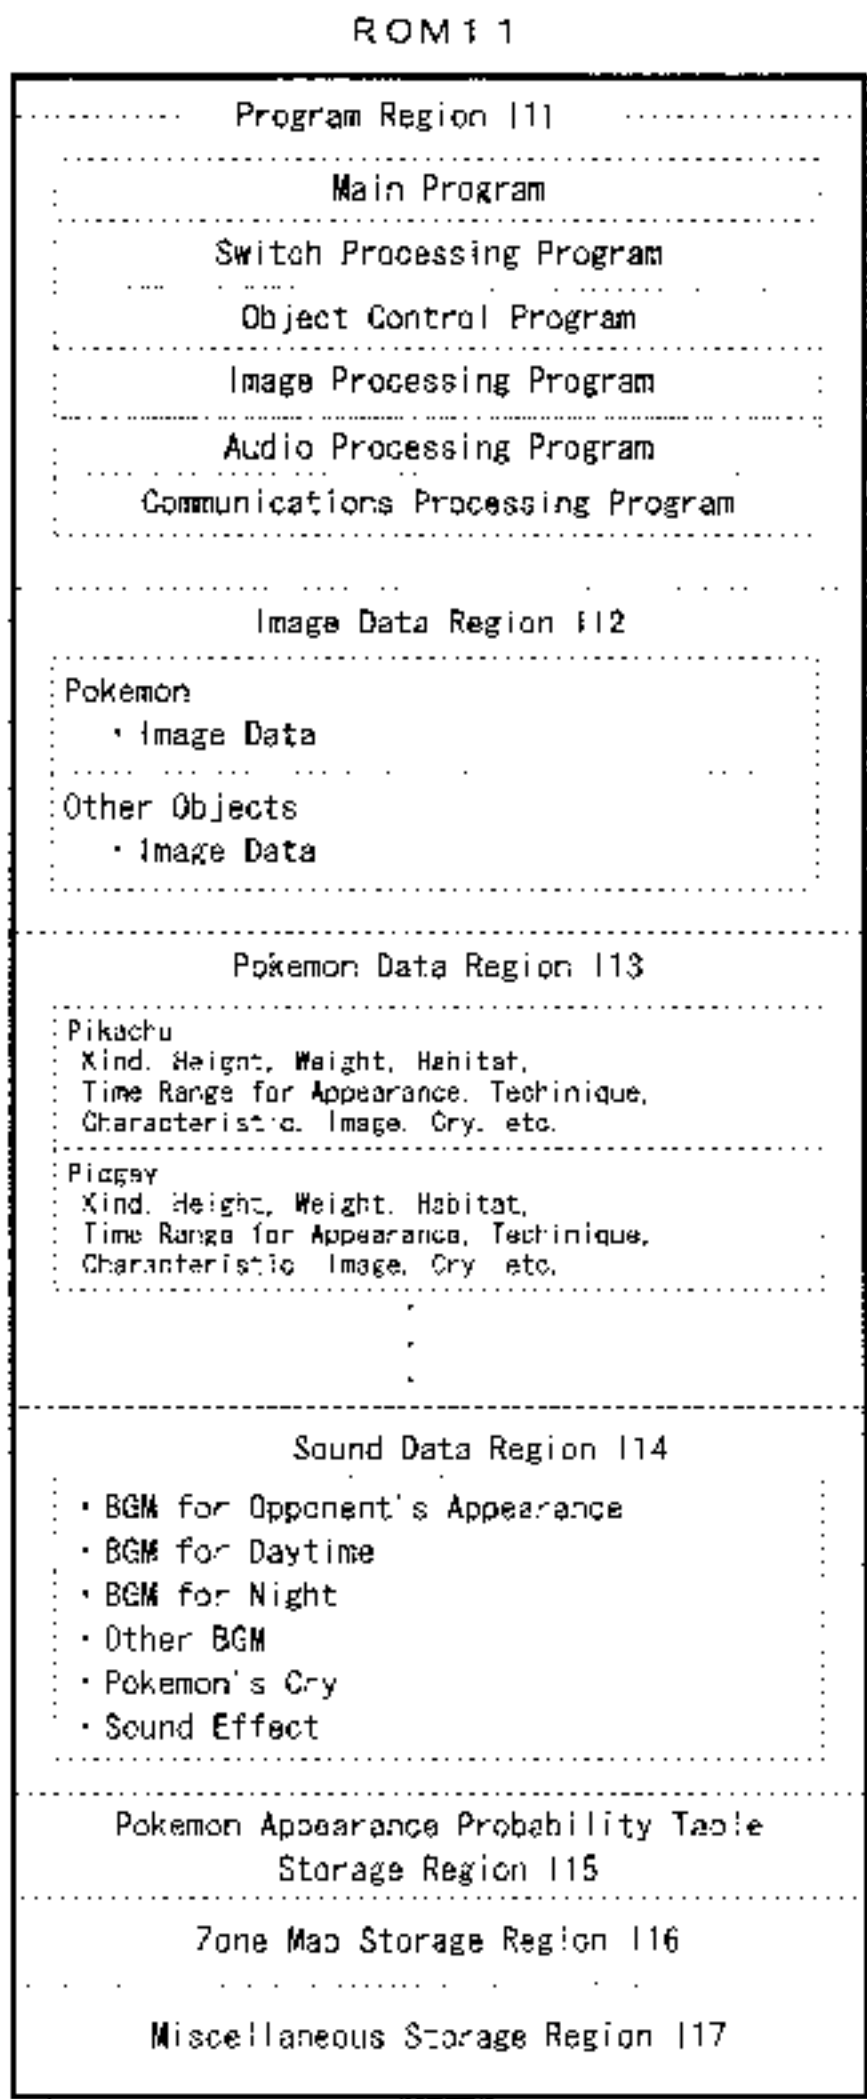 ROM11
Program Region 111
Main Program
Switch Processing Program
Object Control Program
Image Processing Program
Audio Processing Program
Communications Processing Program
Image Data Region 112
Pokemon
・Image Data
Other Objects
・Image Data
Pokemon Data Region 113
Pikachu
Kind, Height, Weight, Habitat,
Time Range for Appearance, Techinique,
Characteristic, Image, Cry, etc.
Pidgey
Kind, Height, Weight, Habitat,
Time Range for Appearance, Techinique,
Characteristic, Image, Cry, etc.
Sound Data Region 114
・BGM for Opponent's Appearance
・BGM for Daytime
・BGM for Night
・Other BGM
・Pokemon's Cry
・Sound Effect
Pokemon Appearance Probability Table
Storage Region 115
Zone Map Storage Region 116
Miscellaneous Storage Region 117